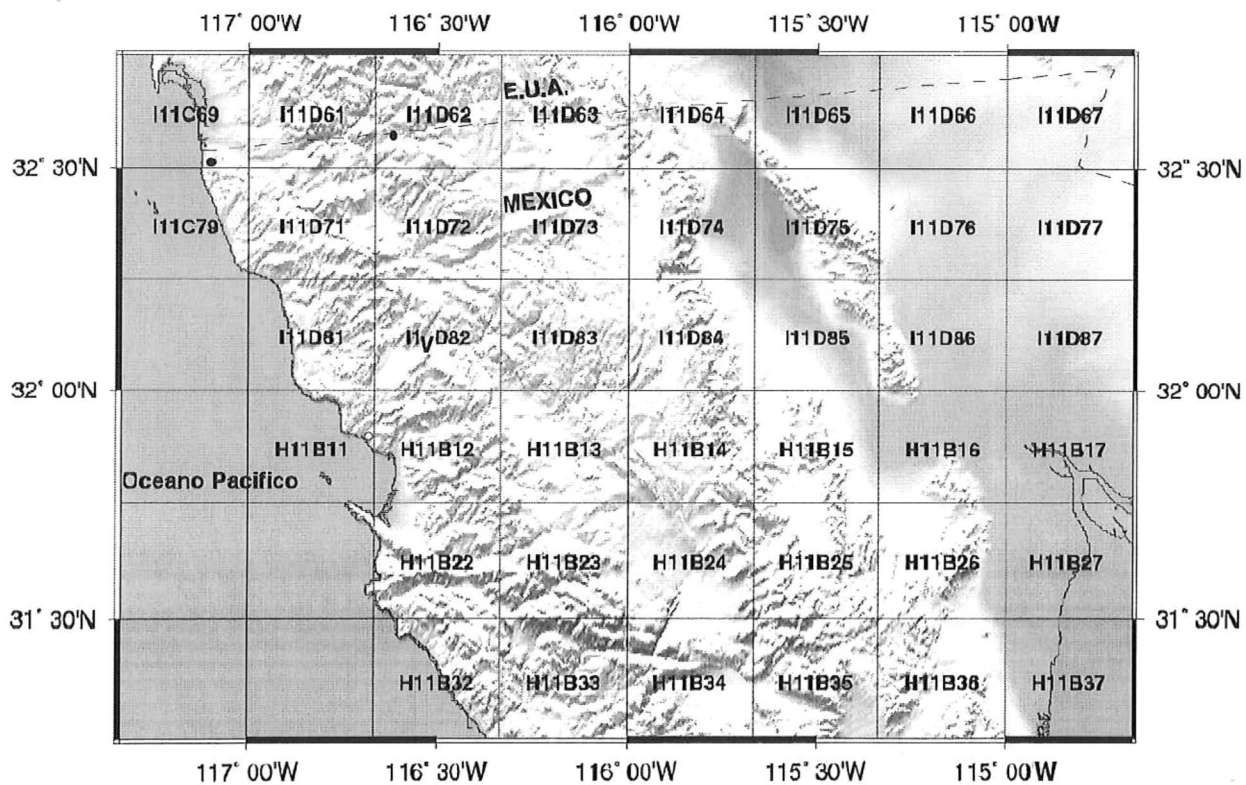 117° 00'W 116° 30'W 116° 00'W 115° 30'W 115° 00'W
E.U.A.
I11C69 I11D61 I11D62 I11D63 I11D64 I11D65 I11D66 I11D67
32° 30'N 32° 30'N
MEXICO
I11C79 I11D71 I11D72 I11D73 I11D74 I11D75 I11D76 I11D77
I11D81 I11D82 I11D83 I11D84 I11D85 I11D86 I11D87
V
32° 00'N 32° 00'N
H11B11 H11B12 H11B13 H11B14 H11B15 H11B16 H11B17
Oceano Pacifico
H11B22 H11B23 H11B24 H11B25 H11B26 H11B27
31° 30'N 31° 30'N
H11B32 H11B33 H11B34 H11B35 H11B36 H11B37
117° 00'W 116° 30'W 116° 00'W 115° 30'W 115° 00'W